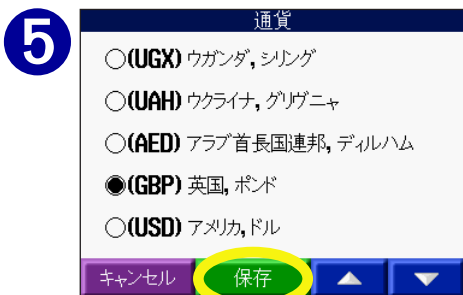 5
通貨
(UGX) ウガンダ, シリング
(UAH) ウクライナ, グリヴニャ
(AED) アラブ首長国連邦, ディルハム
(GBP) 英国, ポンド
(USD) アメリカ, ドル
キャンセル 保存